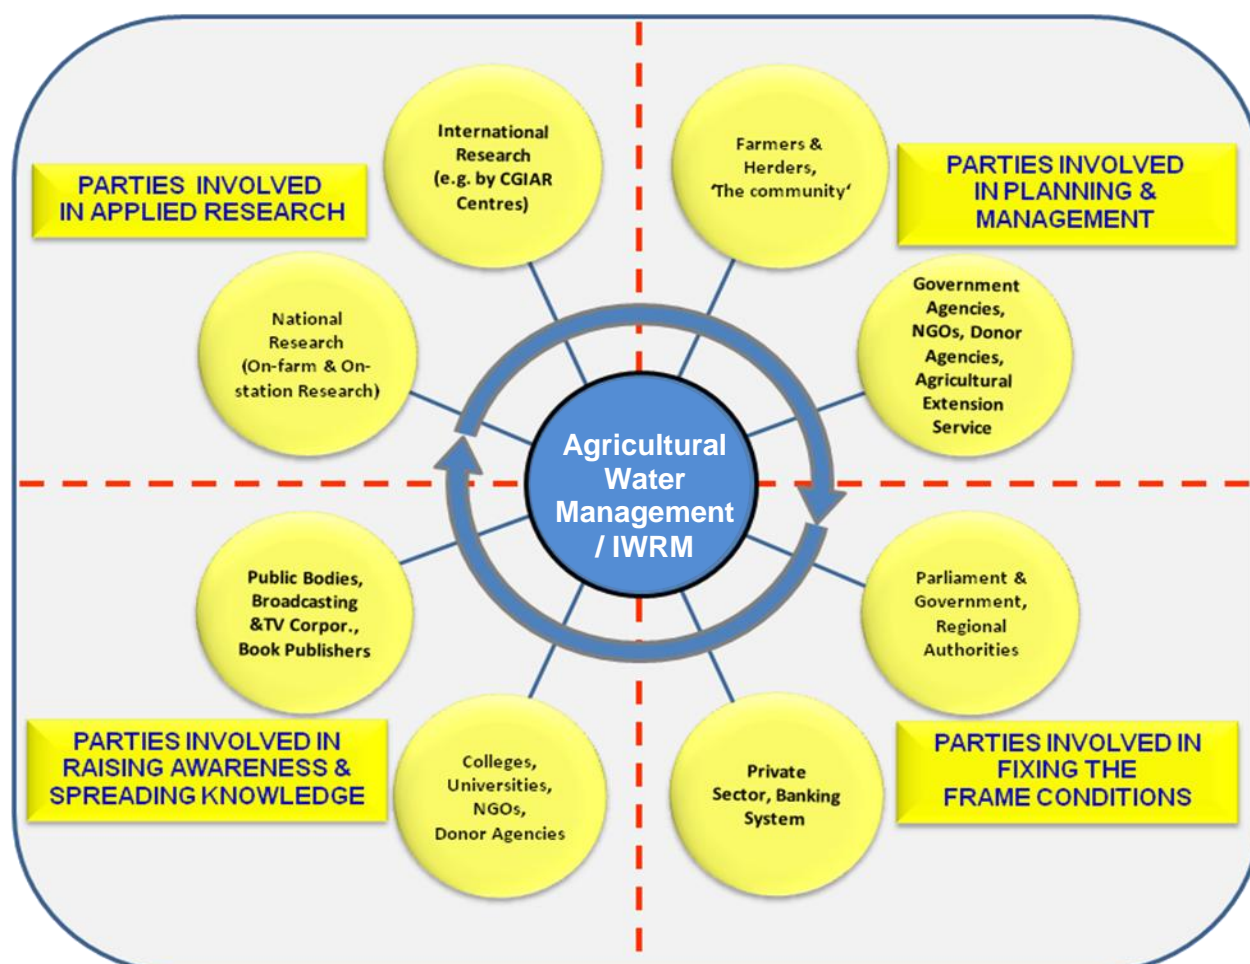 PARTIES INVOLVED
IN APPLIED RESEARCH
International
Research
(e.g. by CGIAR
Centres)
National
Research
(On-farm & On-
station Research)
Farmers &
Herders,
‘The community‘
PARTIES INVOLVED
IN PLANNING &
MANAGEMENT
Government
Agencies,
NGOs, Donor
Agencies,
Agricultural
Extension
Service
Agricultural
Water
Management
/ IWRM
Public Bodies,
Broadcasting
&TV Corpor.,
Book Publishers
PARTIES INVOLVED IN
RAISING AWARENESS &
SPREADING KNOWLEDGE
Colleges,
Universities,
NGOs,
Donor Agencies
Parliament &
Government,
Regional
Authorities
Private
Sector, Banking
System
PARTIES INVOLVED IN
FIXING THE
FRAME CONDITIONS